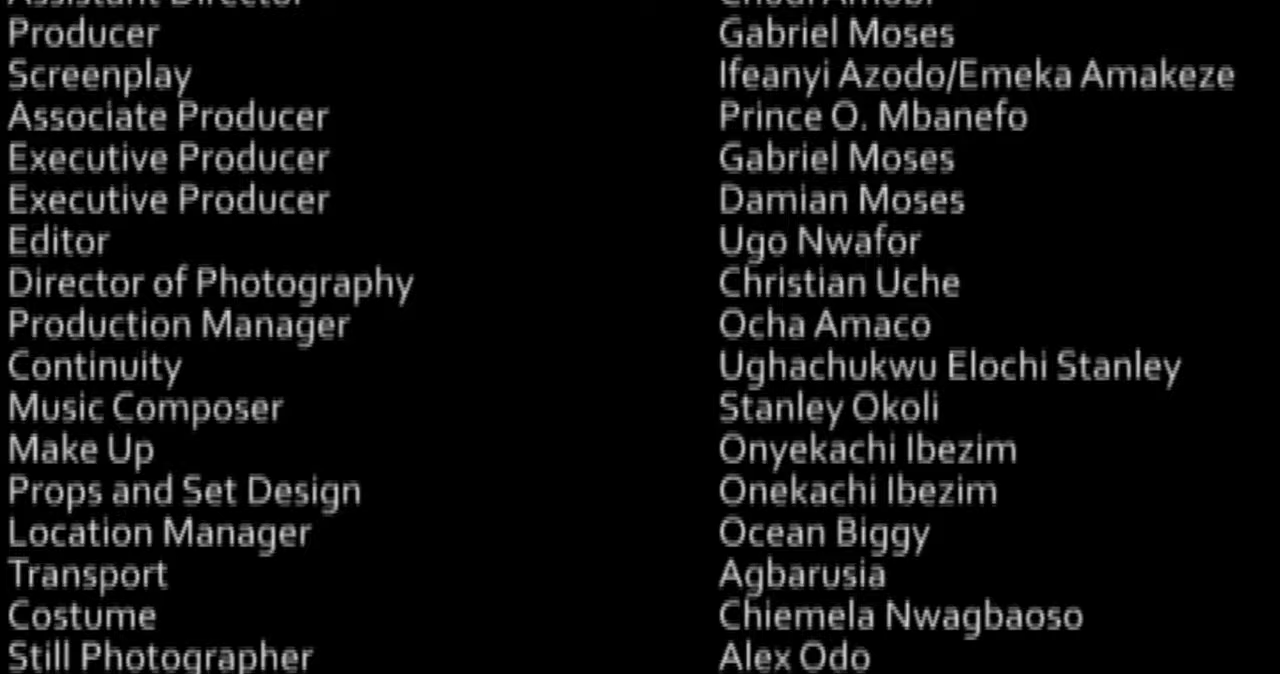 Assistant Director Chudi Amobi
Producer Gabriel Moses
Screenplay Ifeanyi Azodo/Emeka Amakeze
Associate Producer Prince O. Mbanefo
Executive Producer Gabriel Moses
Executive Producer Damian Moses
Editor Ugo Nwafor
Director of Photography Christian Uche
Production Manager Ocha Amaco
Continuity Ughachukwu Elochi Stanley
Music Composer Stanley Okoli
Make Up Onyekachi Ibezim
Props and Set Design Onekachi Ibezim
Location Manager Ocean Biggy
Transport Agbarusia
Costume Chiemela Nwagbaoso
Still Photographer Alex Odo